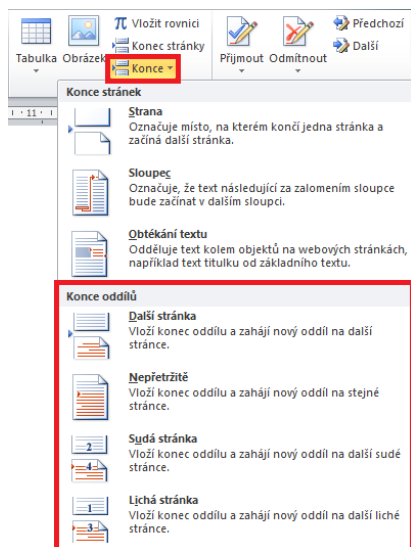 π Vložit rovnici
Předchozí
Konec stránky
Další
Tabulka Obrázek
Konce
Přijmout Odmítnout
Konce stránek
11
Strana
Označuje místo, na kterém končí jedna stránka a
začíná další stránka.
Sloupec
Označuje, že text následující za zalomením sloupce
bude začínat v dalším sloupci.
Obtékání textu
Odděluje text kolem objektů na webových stránkách,
například text titulku od základního textu.
Konce oddílů
Další stránka
Vloží konec oddílu a zahájí nový oddíl na další
stránce.
Nepřetržitě
Vloží konec oddílu a zahájí nový oddíl na stejné
stránce.
Sudá stránka
2
Vloží konec oddílu a zahájí nový oddíl na další sudé
4
stránce.
Lichá stránka
1
Vloží konec oddílu a zahájí nový oddíl na další liché
3
stránce.